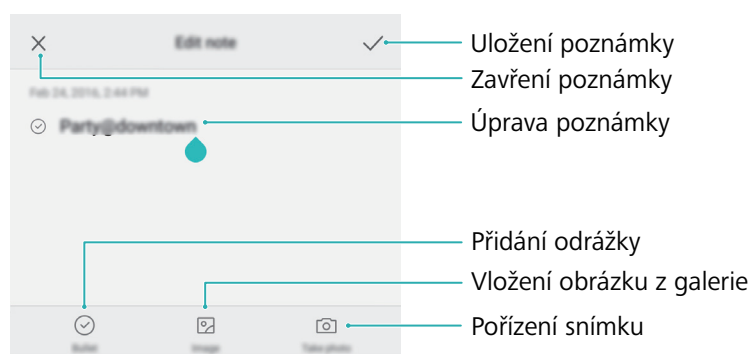 Edit note
Uložení poznámky
Zavření poznámky
Feb 24, 2016, 2:44 PM
Party@downtown
Úprava poznámky
Přidání odrážky
Vložení obrázku z galerie
Pořízení snímku
Bullet
Image
Take photo